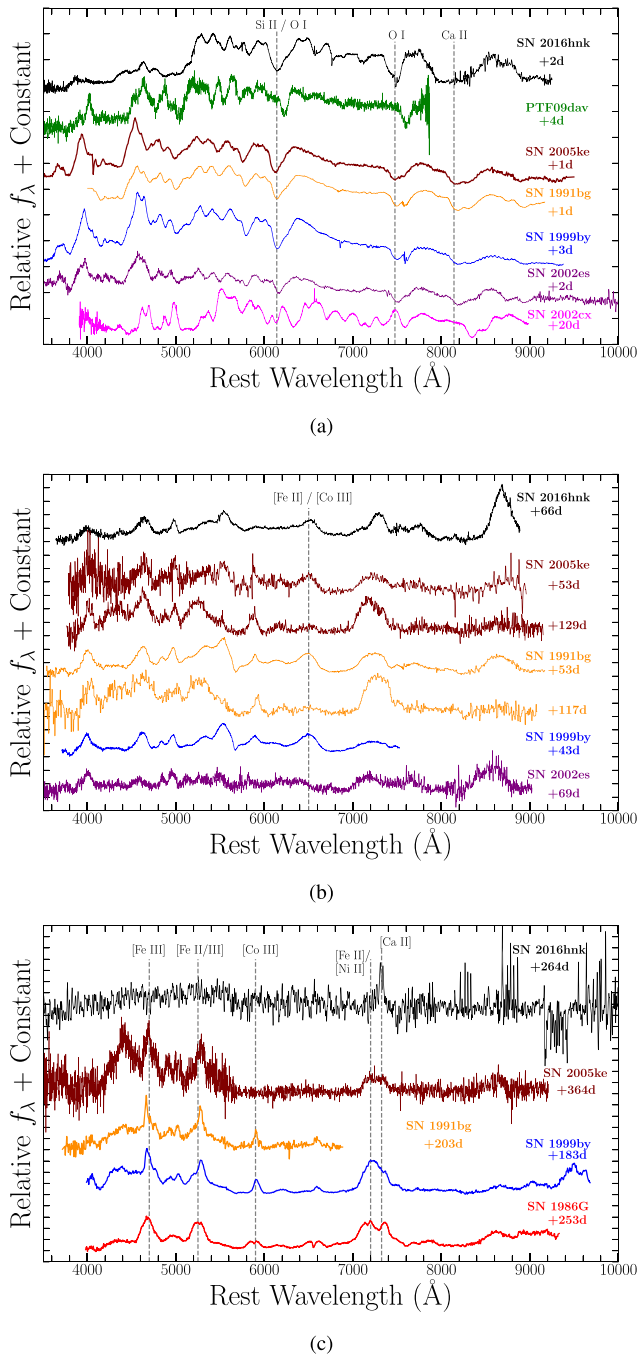 Si II / O I
O I
Ca II
SN 2016hnk
+2d
PTF09dav
+4d
SN 2005ke
+1d
SN 1991bg
+1d
SN 1999by
+3d
SN 2002es
+2d
SN 2002cx
+20d
Relative fλ + Constant
4000 5000 6000 7000 8000 9000 10000
Rest Wavelength (Å)
(a)
[Fe II] / [Co III]
SN 2016hnk
+66d
SN 2005ke
+53d
+129d
SN 1991bg
+53d
+117d
SN 1999by
+43d
SN 2002es
+69d
Relative fλ + Constant
4000 5000 6000 7000 8000 9000 10000
Rest Wavelength (Å)
(b)
[Fe III]
[Fe II/III]
[Co III]
[Fe II]/
[Ni II]
[Ca II]
SN 2016hnk
+264d
SN 2005ke
+364d
SN 1991bg
+203d
SN 1999by
+183d
SN 1986G
+253d
Relative fλ + Constant
4000 5000 6000 7000 8000 9000 10000
Rest Wavelength (Å)
(c)